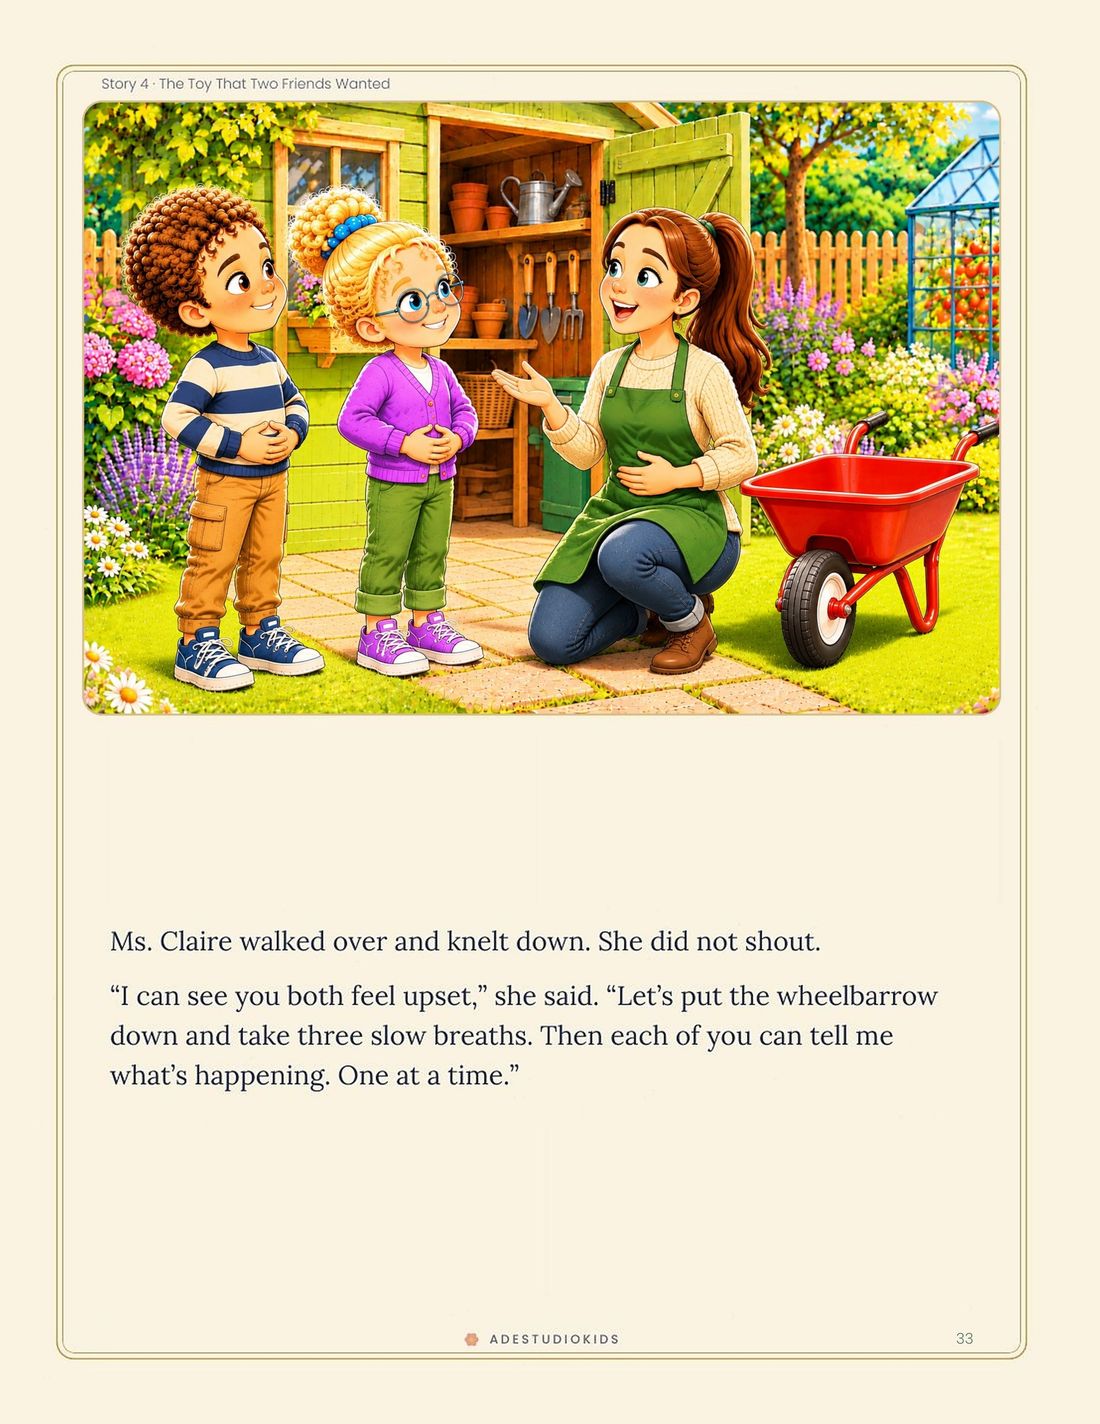 Story 4 · The Toy That Two Friends Wanted
Ms. Claire walked over and knelt down. She did not shout.
“I can see you both feel upset,” she said. “Let’s put the wheelbarrow
down and take three slow breaths. Then each of you can tell me
what’s happening. One at a time.”
ADESTUDIOKIDS
33